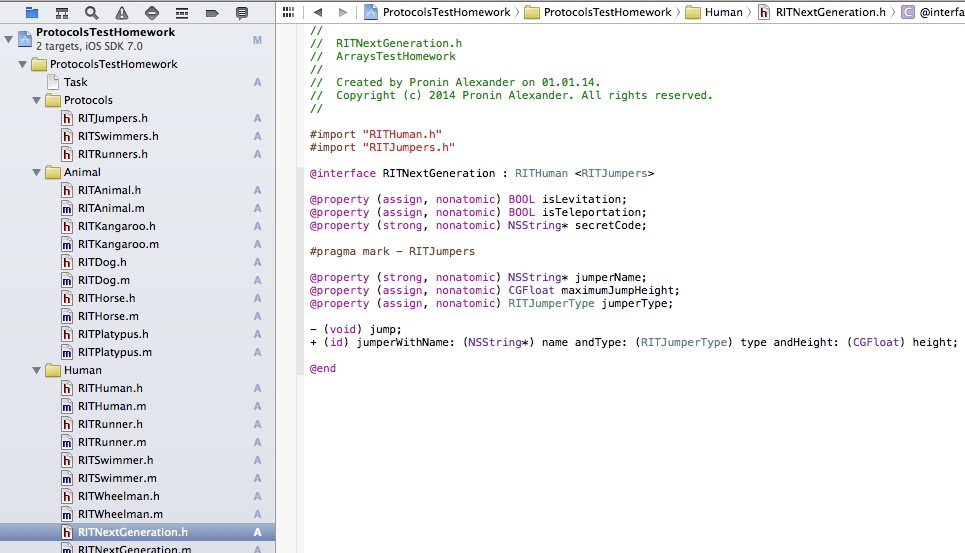 ProtocolsTestHomework
2 targets, iOS SDK 7.0
M
ProtocolsTestHomework
Task
A
Protocols
RITJumpers.h
A
RITSwimmers.h
A
RITRunners.h
A
Animal
RITAnimal.h
A
RITAnimal.m
A
RITKangaroo.h
A
RITKangaroo.m
A
RITDog.h
A
RITDog.m
A
RITHorse.h
A
RITHorse.m
A
RITPlatypus.h
A
RITPlatypus.m
A
Human
RITHuman.h
A
RITHuman.m
A
RITRunner.h
A
RITRunner.m
A
RITSwimmer.h
A
RITSwimmer.m
A
RITWheelman.h
A
RITWheelman.m
A
RITNextGeneration.h
A
RITNextGeneration.m
A
ProtocolsTestHomework ProtocolsTestHomework Human h RITNextGeneration.h C @interfa
//
//  RITNextGeneration.h
//  ArraysTestHomework
//
//  Created by Pronin Alexander on 01.01.14.
//  Copyright (c) 2014 Pronin Alexander. All rights reserved.
//
#import "RITHuman.h"
#import "RITJumpers.h"
@interface RITNextGeneration : RITHuman <RITJumpers>
@property (assign, nonatomic) BOOL isLevitation;
@property (assign, nonatomic) BOOL isTeleportation;
@property (strong, nonatomic) NSString* secretCode;
#pragma mark - RITJumpers
@property (strong, nonatomic) NSString* jumperName;
@property (assign, nonatomic) CGFloat maximumJumpHeight;
@property (assign, nonatomic) RITJumperType jumperType;
- (void) jump;
+ (id) jumperWithName: (NSString*) name andType: (RITJumperType) type andHeight: (CGFloat) height;
@end